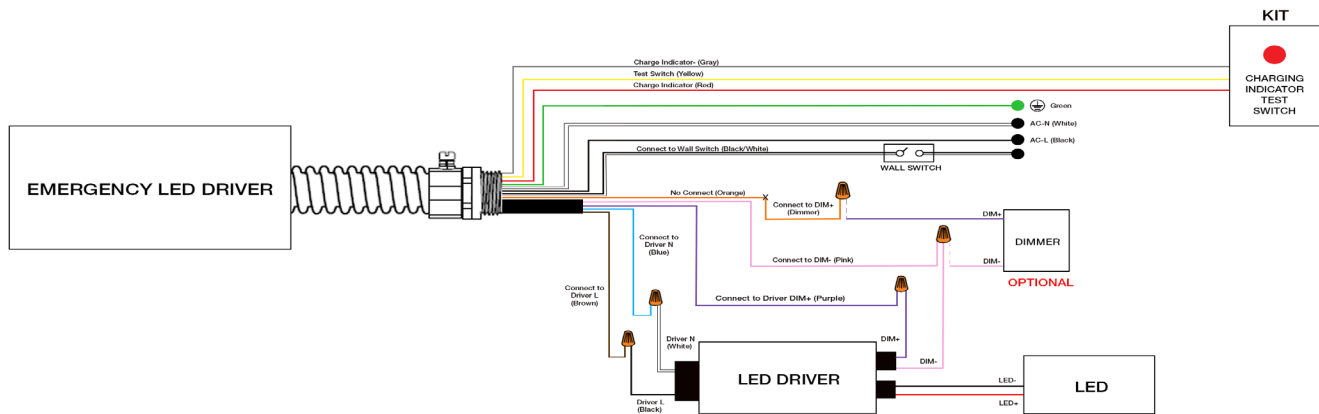 KIT
CHARGING
INDICATOR
TEST
SWITCH
Charge Indicator- (Gray)
Test Switch (Yellow)
Charge Indicator (Red)
Green
AC-N (White)
AC-L (Black)
Connect to Wall Switch (Black/White)
WALL SWITCH
EMERGENCY LED DRIVER
No Connect (Orange)
Connect to DIM+
(Dimmer)
DIM+
DIMMER
DIM-
OPTIONAL
Connect to
Driver N
(Blue)
Connect to DIM- (Pink)
Connect to
Driver L
(Brown)
Connect to Driver DIM+ (Purple)
Driver N
(White)
DIM+
DIM-
LED DRIVER
Driver L
(Black)
LED-
LED+
LED